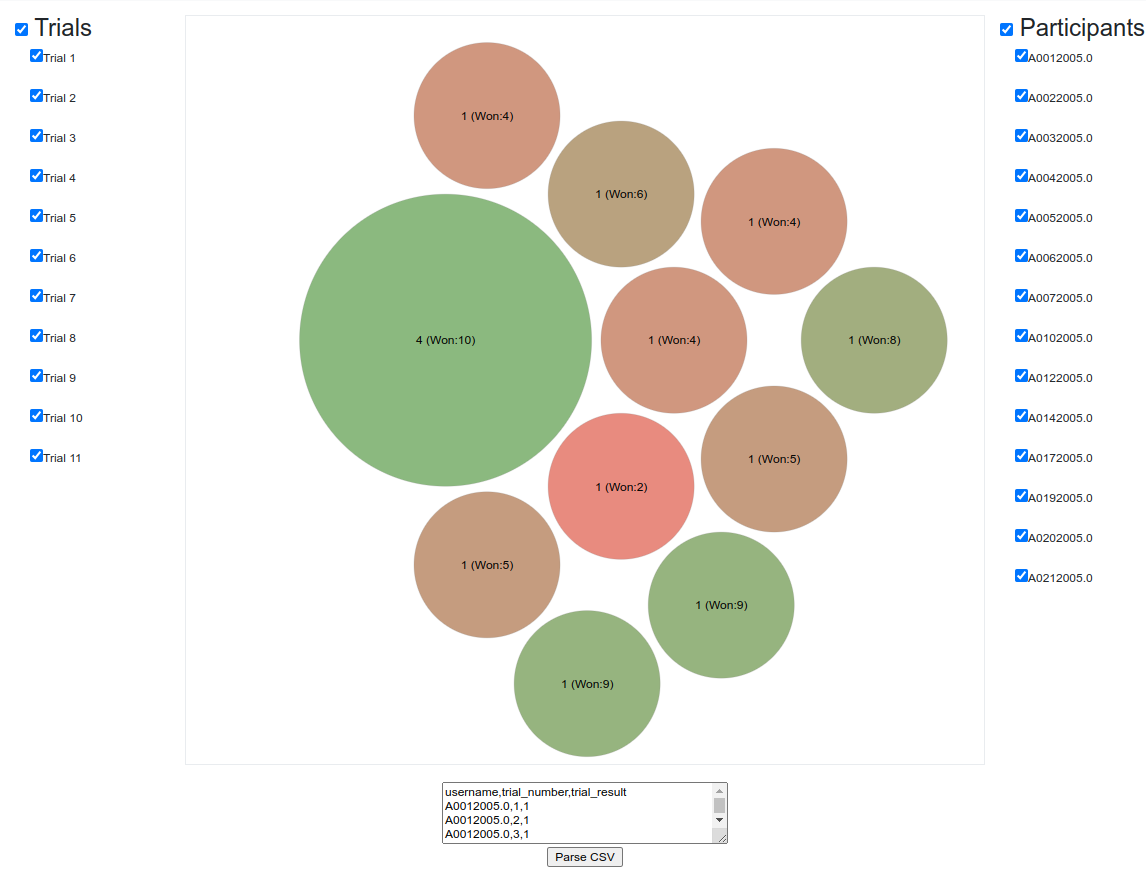 Trials
Trial 1
Trial 2
Trial 3
Trial 4
Trial 5
Trial 6
Trial 7
Trial 8
Trial 9
Trial 10
Trial 11
1 (Won:4)
1 (Won:6)
1 (Won:4)
4 (Won:10)
1 (Won:4)
1 (Won:8)
1 (Won:5)
1 (Won:2)
1 (Won:5)
1 (Won:9)
1 (Won:9)
username,trial_number,trial_result
A0012005.0,1,1
A0012005.0,2,1
A0012005.0,3,1
Parse CSV
Participants
A0012005.0
A0022005.0
A0032005.0
A0042005.0
A0052005.0
A0062005.0
A0072005.0
A0102005.0
A0122005.0
A0142005.0
A0172005.0
A0192005.0
A0202005.0
A0212005.0